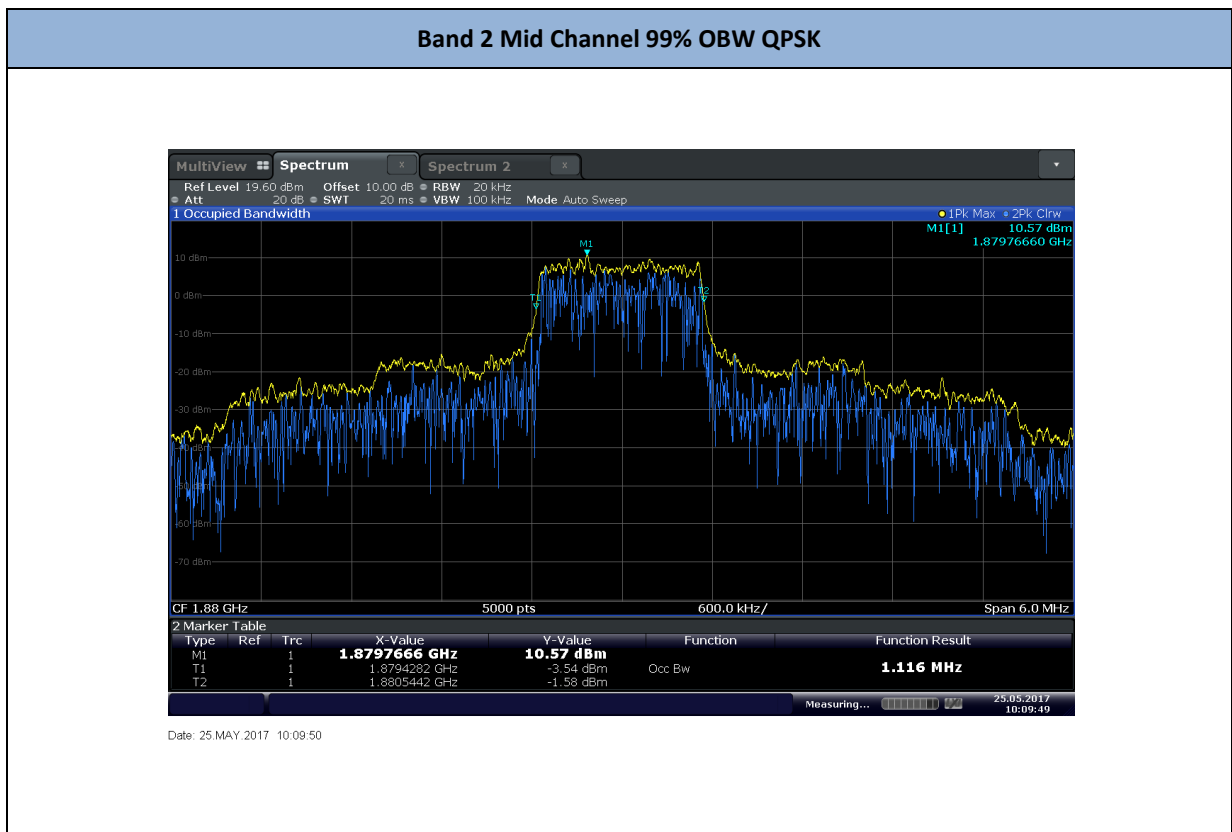 Band 2 Mid Channel 99% OBW QPSK
MultiView Spectrum x Spectrum 2 x
Ref Level 19.60 dBm Offset 10.00 dB RBW 20 kHz
Att 20 dB SWT 20 ms VBW 100 kHz Mode Auto Sweep
1 Occupied Bandwidth 1Pk Max 2Pk Clrw
M1[1] 10.57 dBm
1.87976660 GHz
M1
10 dBm
T1 T2
0 dBm
-10 dBm
-20 dBm
-30 dBm
-40 dBm
-50 dBm
-60 dBm
-70 dBm
CF 1.88 GHz 5000 pts 600.0 kHz/ Span 6.0 MHz
2 Marker Table
Type Ref Trc X-Value Y-Value Function Function Result
M1 1 1.8797666 GHz 10.57 dBm
T1 1 1.8794282 GHz -3.54 dBm Occ Bw 1.116 MHz
T2 1 1.8805442 GHz -1.58 dBm
Measuring... 25.05.2017
10:09:49
Date: 25.MAY.2017 10:09:50